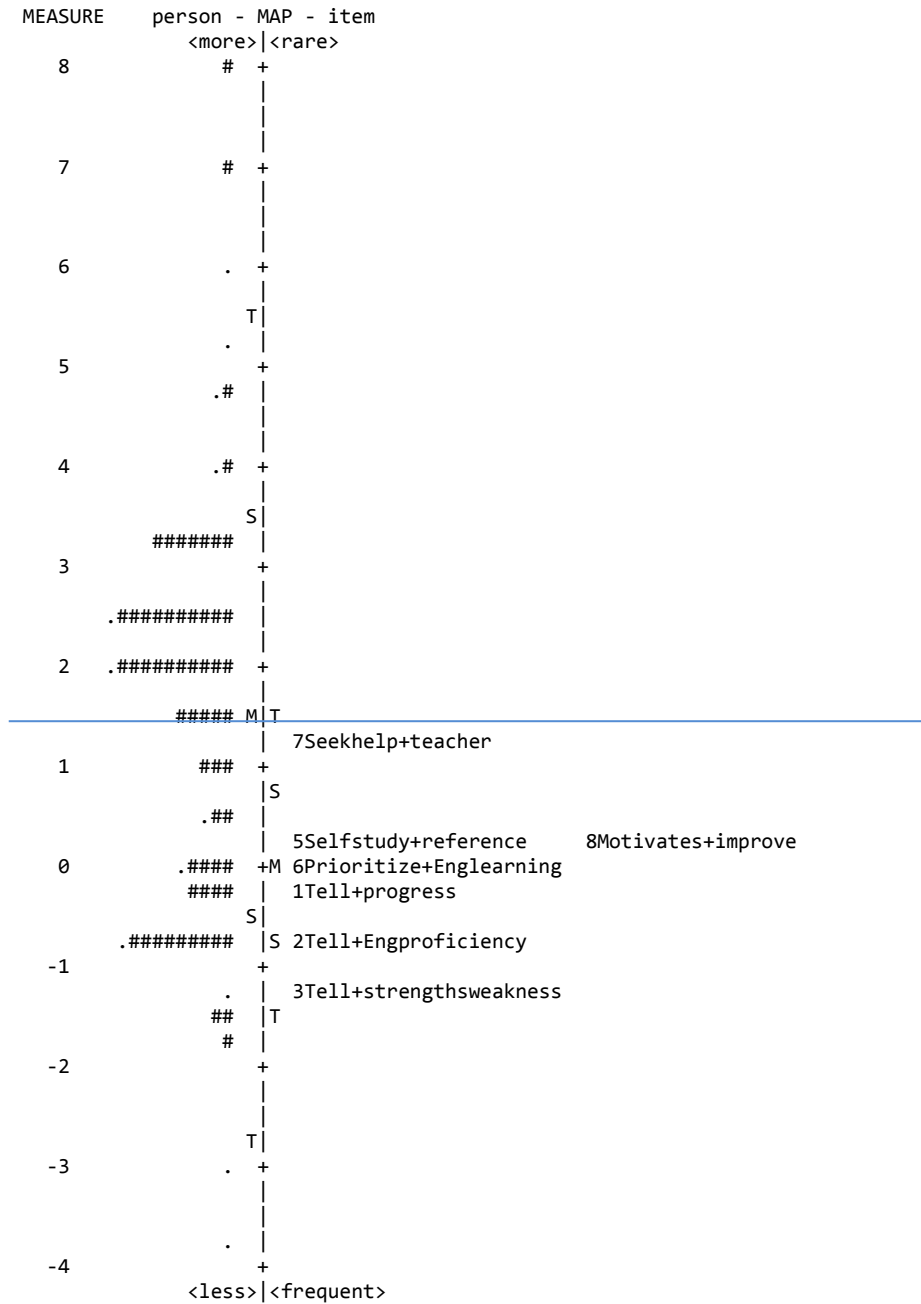 MEASURE    person - MAP - item
                 <more>|<rare>
    8                # +
                       |
                       |
                       |
    7                # +
                       |
                       |
                       |
    6                . +
                       |
                      T|
                     . |
    5                  +
                    .# |
                       |
                       |
    4               .# +
                       |
                      S|
               ####### |
    3                  +
                       |
           .########## |
                       |
    2      .########## +
                       |
                ##### M|T
                       |  7Seekhelp+teacher
    1              ### +
                       |S
                   .## |
                       |  5Selfstudy+reference     8Motivates+improve
    0            .#### +M 6Prioritize+Englearning
                  #### |  1Tell+progress
                      S|
            .######### |S 2Tell+Engproficiency
   -1                  +
                     . |  3Tell+strengthsweakness
                    ## |T
                     # |
   -2                  +
                       |
                       |
                      T|
   -3                . +
                       |
                       |
                     . |
   -4                  +
                 <less>|<frequent>